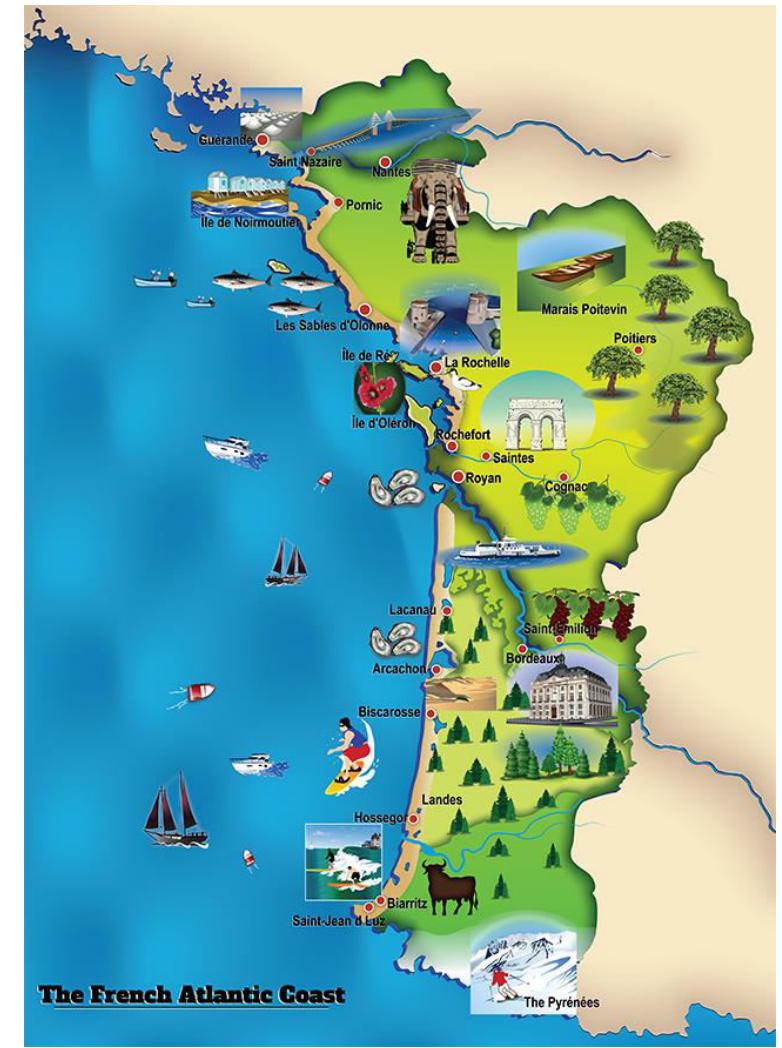 Guérande
Saint Nazaire
Nantes
Île de Noirmoutier
Pornic
Marais Poitevin
Les Sables d'Olonne
Poitiers
Île de Ré
La Rochelle
Île d'Oléron
Rochefort
Saintes
Royan
Cognac
Lacanau
Saint-Emilion
Bordeaux
Arcachon
Biscarosse
Landes
Hossegor
Biarritz
Saint-Jean d Luz
The French Atlantic Coast
The Pyrénées